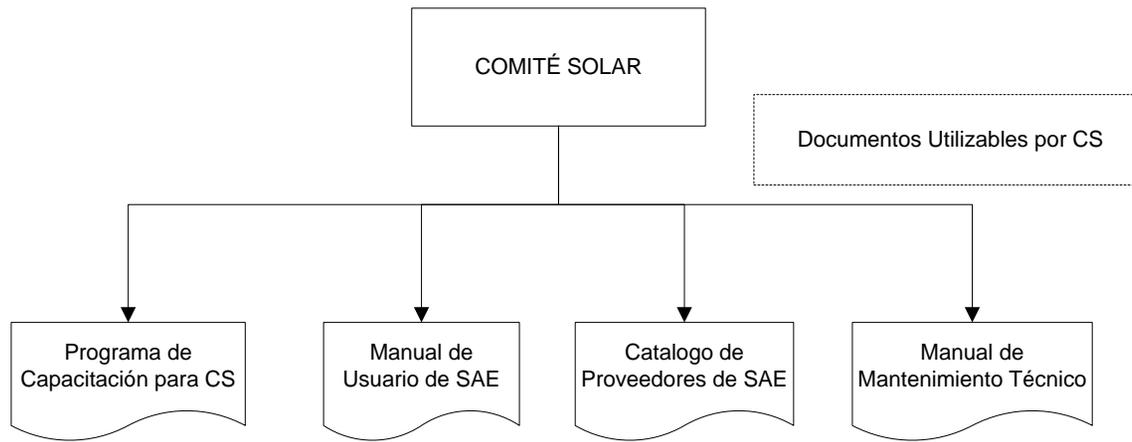 COMITÉ SOLAR
Documentos Utilizables por CS
Programa de
Capacitación para CS
Manual de
Usuario de SAE
Catalogo de
Proveedores de SAE
Manual de
Mantenimiento Técnico